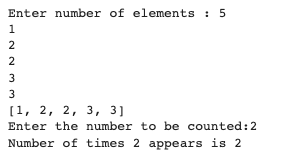 Enter number of elements : 5
1
2
2
3
3
[1, 2, 2, 3, 3]
Enter the number to be counted:2
Number of times 2 appears is 2